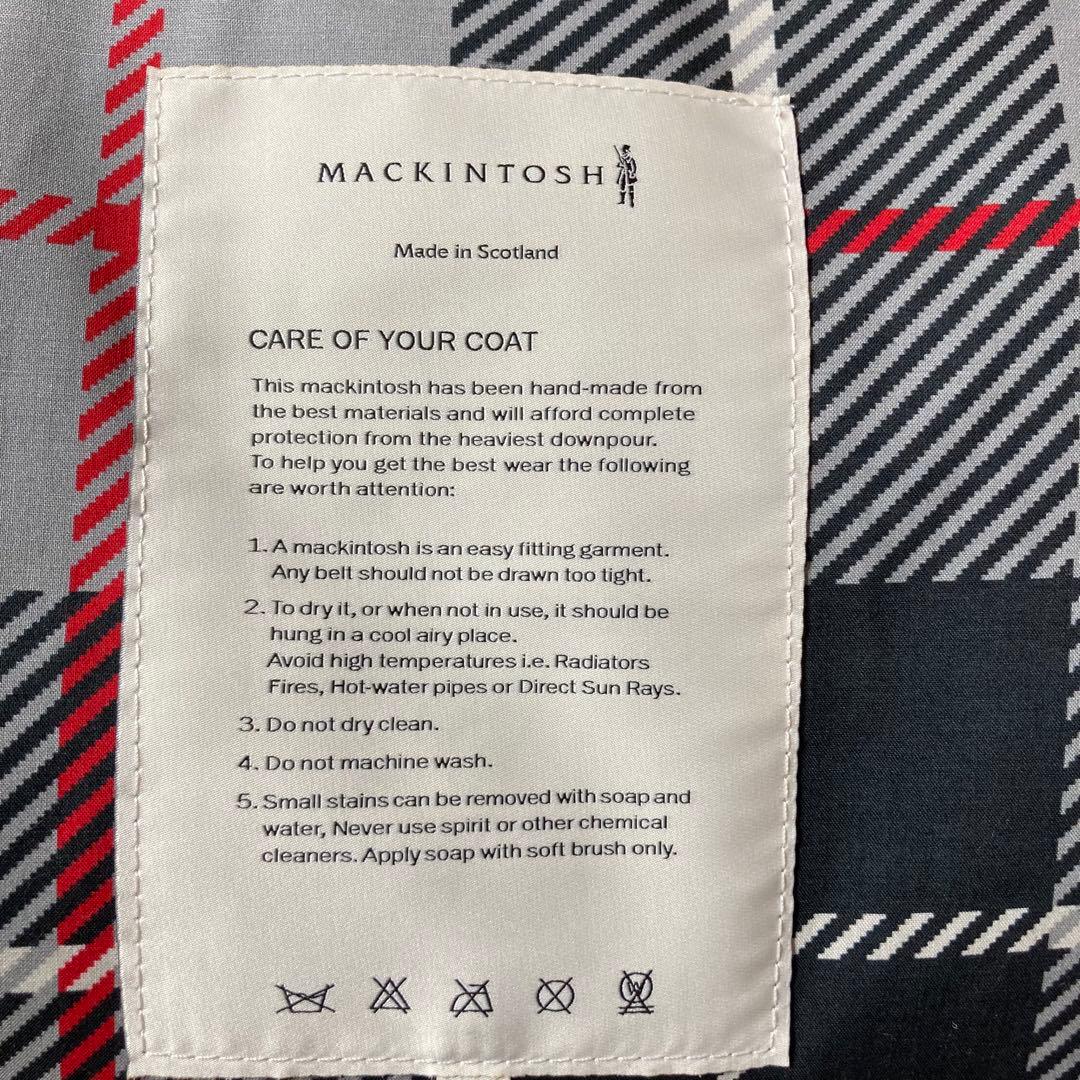 MACKINTOSH
Made in Scotland
CARE OF YOUR COAT
This mackintosh has been hand-made from
the best materials and will afford complete
protection from the heaviest downpour.
To help you get the best wear the following
are worth attention:
1. A mackintosh is an easy fitting garment.
Any belt should not be drawn too tight.
2. To dry it, or when not in use, it should be
hung in a cool airy place.
Avoid high temperatures i.e. Radiators
Fires, Hot-water pipes or Direct Sun Rays.
3. Do not dry clean.
4. Do not machine wash.
5. Small stains can be removed with soap and
water, Never use spirit or other chemical
cleaners. Apply soap with soft brush only.
W